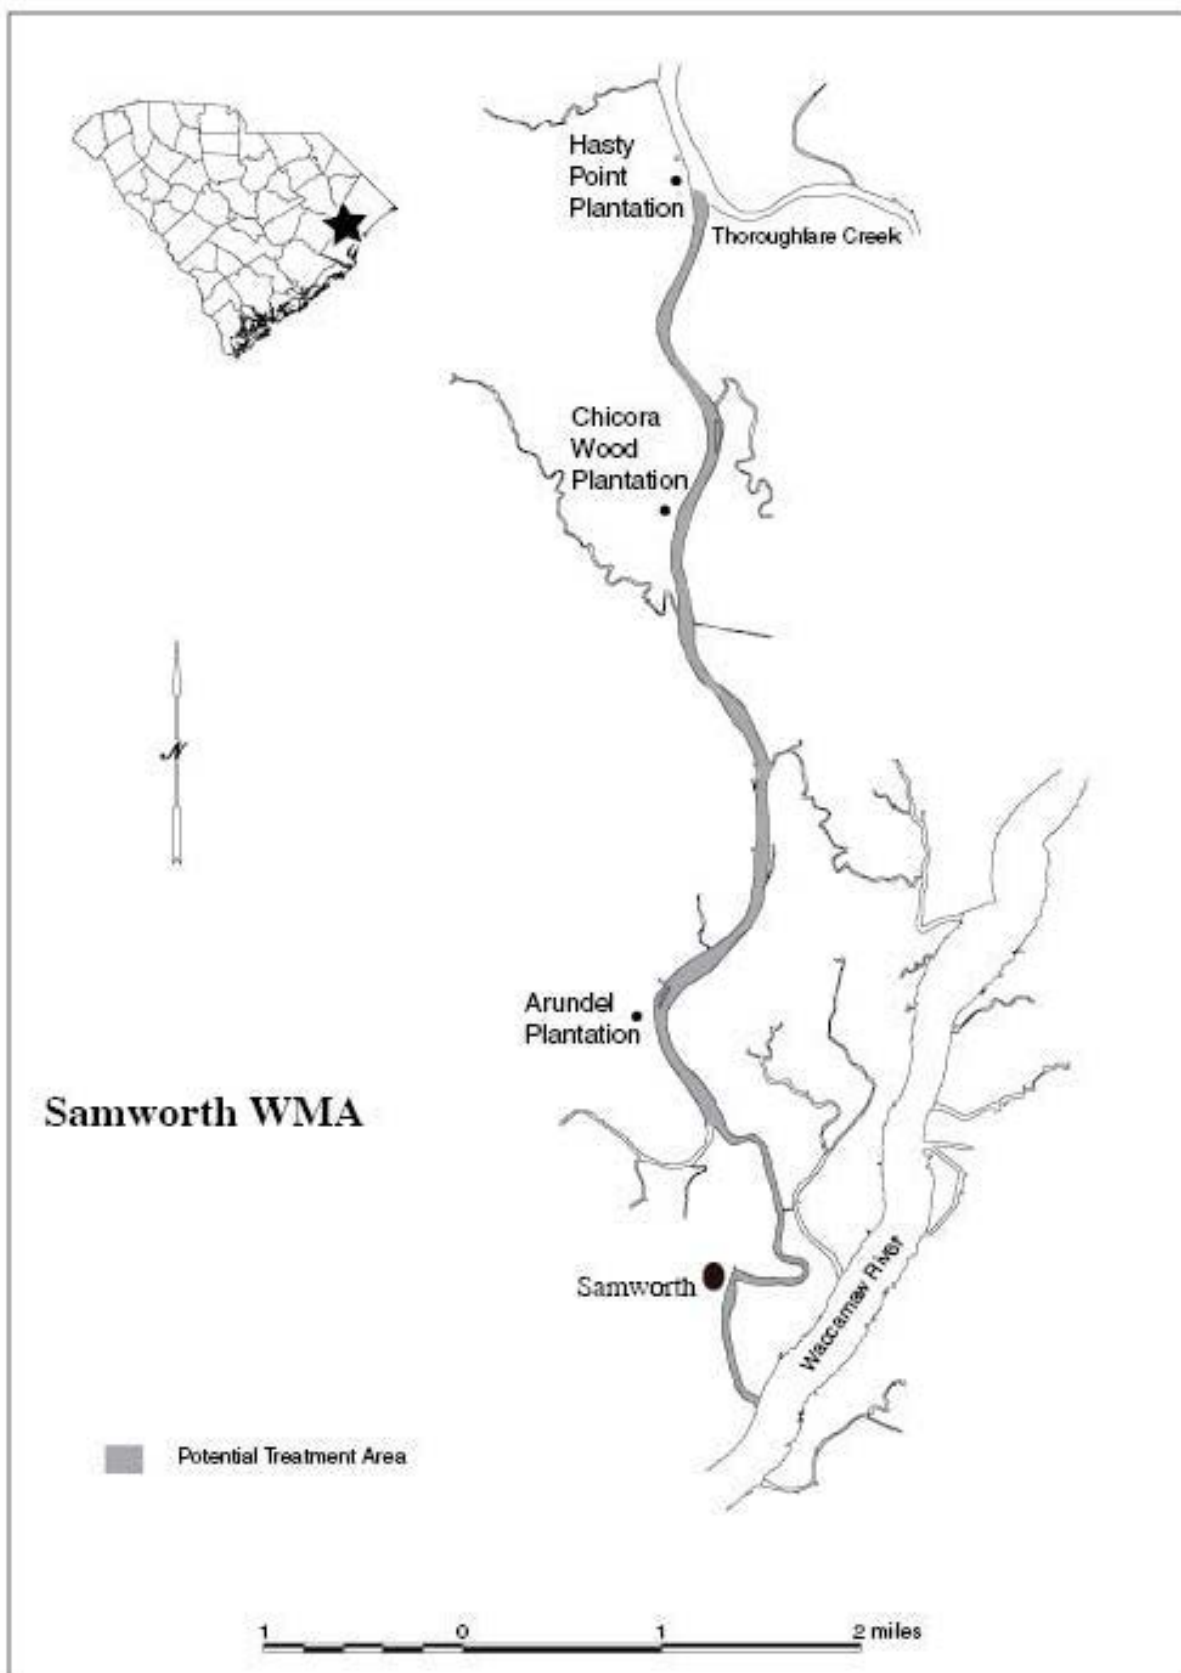 Hasty
Point
Plantation
Thoroughfare Creek
Chicora
Wood
Plantation
N
Arundel
Plantation
Samworth WMA
Samworth
Waccamaw River
Potential Treatment Area
1 0 1 2 miles